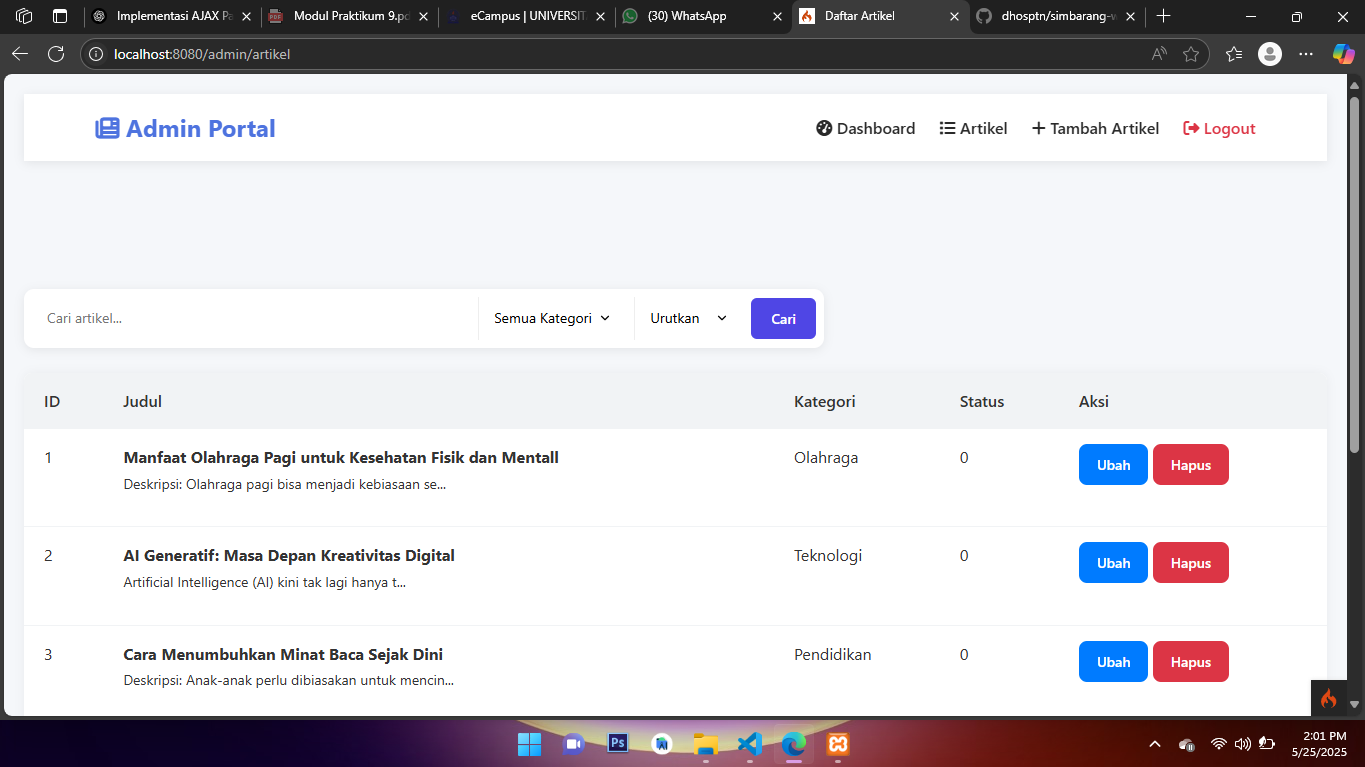 Implementasi AJAX Pa
Modul Praktikum 9.pd
eCampus | UNIVERSIT
(30) WhatsApp
Daftar Artikel
dhosptn/simbarang-w
localhost:8080/admin/artikel
Admin Portal
Dashboard
Artikel
Tambah Artikel
Logout
Cari artikel...
Semua Kategori
Urutkan
Cari
ID Judul Kategori Status Aksi
1 Manfaat Olahraga Pagi untuk Kesehatan Fisik dan Mentall Olahraga 0 Ubah Hapus
Deskripsi: Olahraga pagi bisa menjadi kebiasaan se...
2 AI Generatif: Masa Depan Kreativitas Digital Teknologi 0 Ubah Hapus
Artificial Intelligence (AI) kini tak lagi hanya t...
3 Cara Menumbuhkan Minat Baca Sejak Dini Pendidikan 0 Ubah Hapus
Deskripsi: Anak-anak perlu dibiasakan untuk mencin...
Ps
2:01 PM
5/25/2025